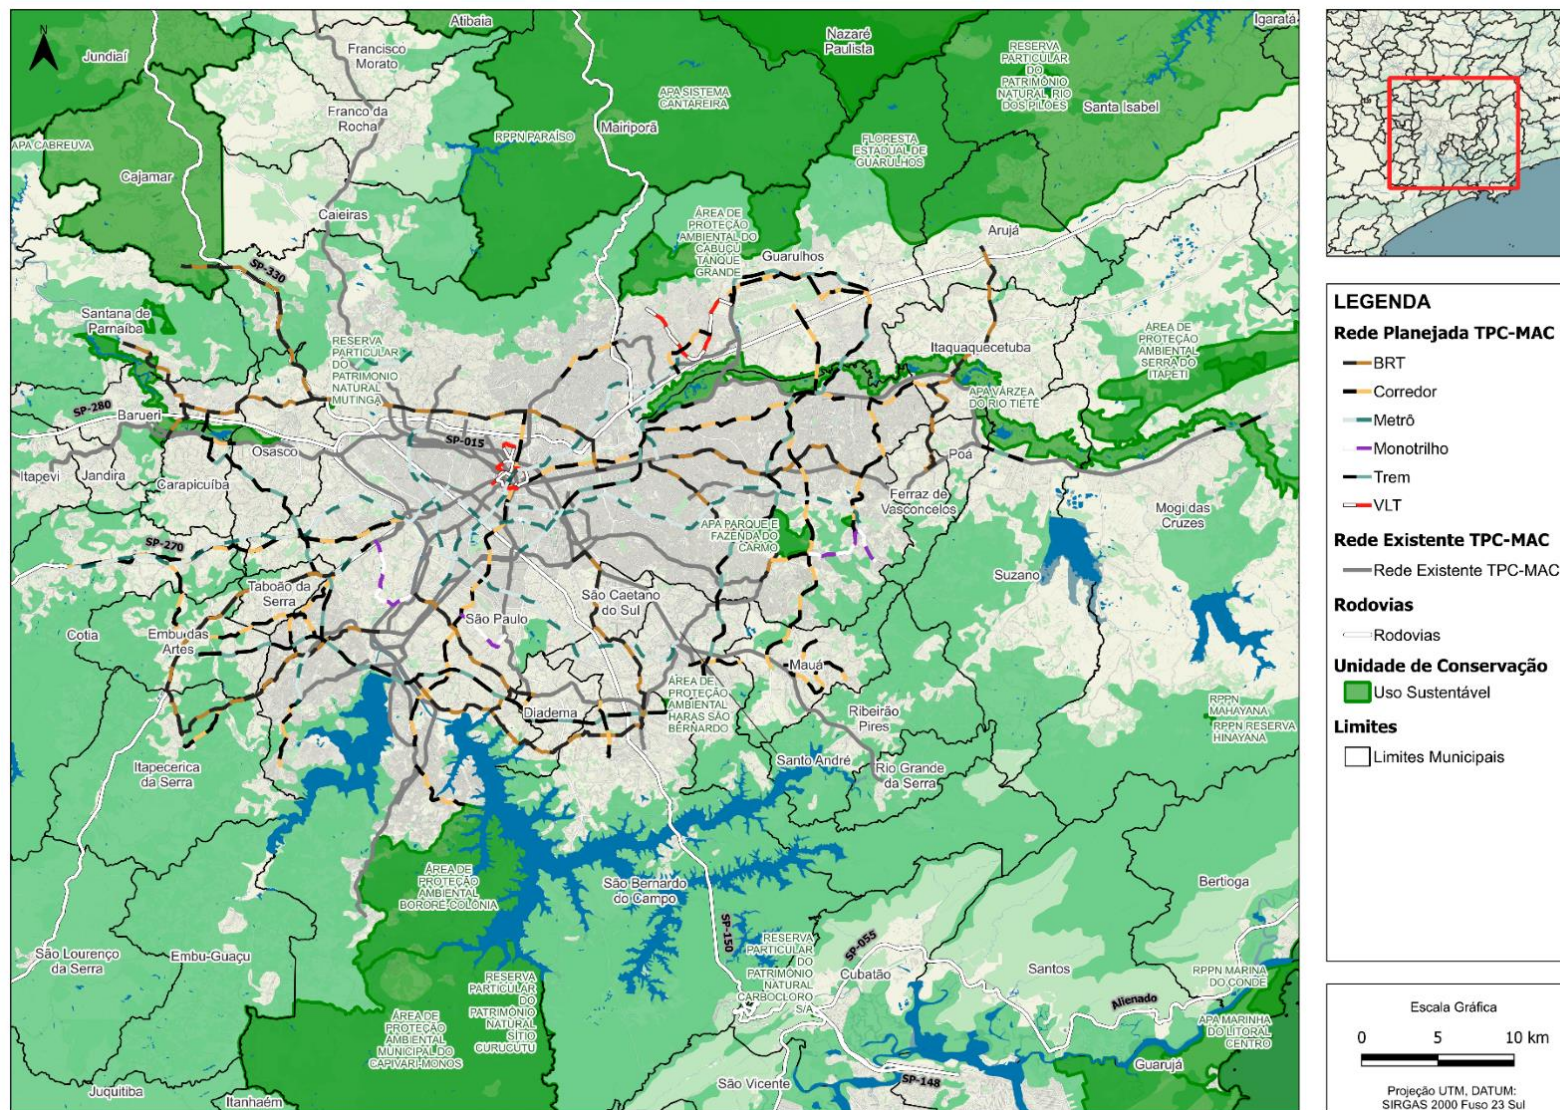 N
Jundiaí
Atibaia
Igaratá
Francisco
Morato
Nazaré
Paulista
RESERVA
PARTICULAR
DO
PATRIMÔNIO
NATURAL RIO
DOS PILÕES
Santa Isabel
APA SISTEMA
CANTAREIRA
Franco da
Rocha
Mairiporã
RPPN PARAÍSO
APA CABREUVA
FLORESTA
ESTADUAL DE
GUARULHOS
Cajamar
Caieiras
ÁREA DE
PROTEÇÃO
AMBIENTAL DO
CABUÇU
TANQUE
GRANDE
Arujá
Guarulhos
SP-330
Santana de
Parnaíba
RESERVA
PARTICULAR
DO
PATRIMONIO
NATURAL
MUTINGA
Itaquaquecetuba
ÁREA DE
PROTEÇÃO
AMBIENTAL
SERRA DO
ITAPETI
APA VÁRZEA
DO RIO TIETÊ
SP-280
Barueri
SP-015
Osasco
Itapevi
Jandira
Carapicuíba
Poá
Ferraz de
Vasconcelos
Mogi das
Cruzes
APA PARQUE E
FAZENDA DO
CARMO
SP-270
Suzano
Taboão da
Serra
São Caetano
do Sul
São Paulo
Cotia
Embu das
Artes
Mauá
ÁREA DE
PROTEÇÃO
AMBIENTAL
HARAS SÃO
BERNARDO
Diadema
Ribeirão
Pires
RPPN
MAHAYANA
RPPN RESERVA
HINAYANA
Itapecerica
da Serra
Santo André
Rio Grande
da Serra
ÁREA DE
PROTEÇÃO
AMBIENTAL
BORORÉ-COLÔNIA
São Bernardo
do Campo
Bertioga
SP-150
São Lourenço
da Serra
Embu-Guaçu
RESERVA
PARTICULAR
DO
PATRIMÔNIO
NATURAL
CARBOCLORO
S/A
SP-055
Cubatão
Santos
RPPN MARINA
DO CONDE
RESERVA
PARTICULAR
DO
PATRIMÔNIO
NATURAL
SÍTIO
CURUCUTU
Alienado
ÁREA DE
PROTEÇÃO
AMBIENTAL
MUNICIPAL DO
CAPIVARI-MONOS
APA MARINHA
DO LITORAL
CENTRO
Guarujá
SP-148
São Vicente
Juquitiba
Itanhaém
LEGENDA
Rede Planejada TPC-MAC
BRT
Corredor
Metrô
Monotrilho
Trem
VLT
Rede Existente TPC-MAC
Rede Existente TPC-MAC
Rodovias
Rodovias
Unidade de Conservação
Uso Sustentável
Limites
Limites Municipais
Escala Gráfica
0 5 10 km
Projeção UTM, DATUM:
SIRGAS 2000 Fuso 23 Sul